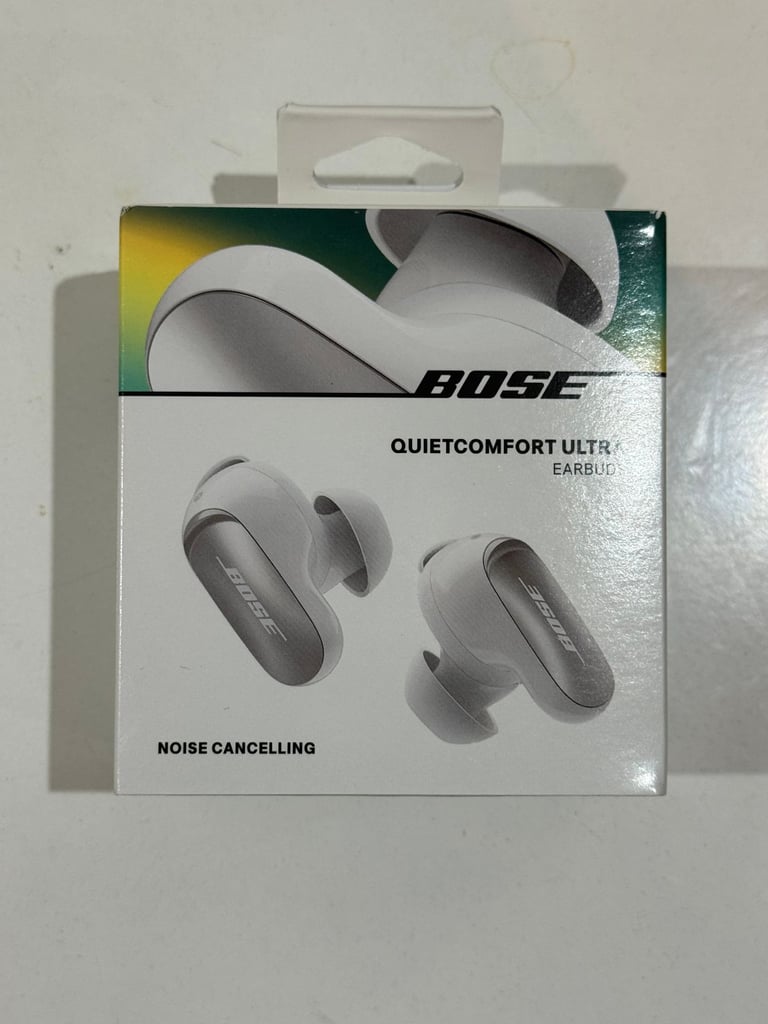 BOSE
QUIETCOMFORT ULTRA
EARBUDS
BOSE
BOSE
NOISE CANCELLING